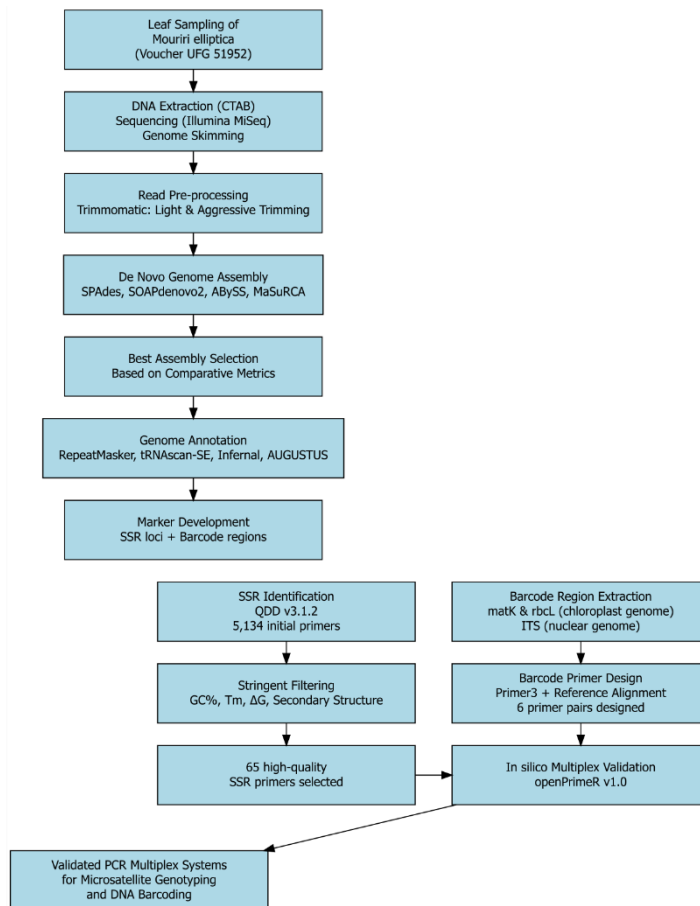 Leaf Sampling of
Mouriri elliptica
(Voucher UFG 51952)
DNA Extraction (CTAB)
Sequencing (Illumina MiSeq)
Genome Skimming
Read Pre-processing
Trimmomatic: Light & Aggressive Trimming
De Novo Genome Assembly
SPAdes, SOAPdenovo2, ABySS, MaSuRCA
Best Assembly Selection
Based on Comparative Metrics
Genome Annotation
RepeatMasker, tRNAscan-SE, Infernal, AUGUSTUS
Marker Development
SSR loci + Barcode regions
SSR Identification
QDD v3.1.2
5,134 initial primers
Barcode Region Extraction
matK & rbcL (chloroplast genome)
ITS (nuclear genome)
Stringent Filtering
GC%, Tm, ΔG, Secondary Structure
Barcode Primer Design
Primer3 + Reference Alignment
6 primer pairs designed
65 high-quality
SSR primers selected
In silico Multiplex Validation
openPrimeR v1.0
Validated PCR Multiplex Systems
for Microsatellite Genotyping
and DNA Barcoding